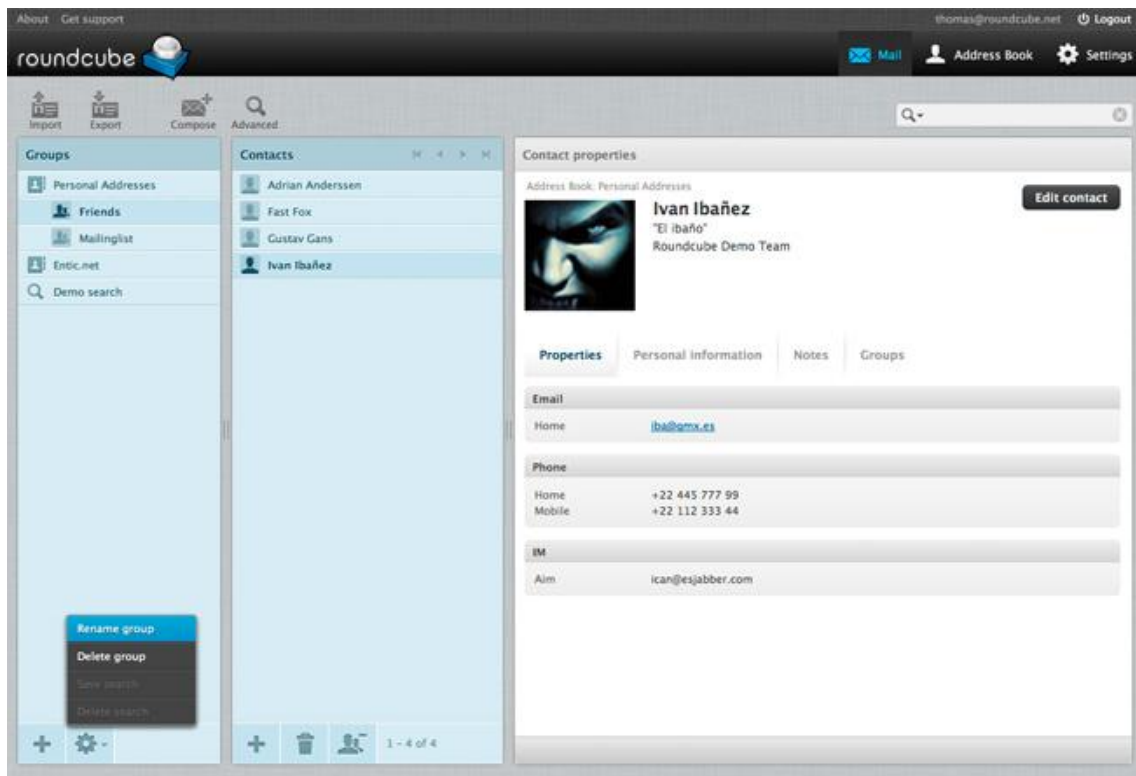 About Get support
thomas@roundcube.net Logout
roundcube
Mail Address Book Settings
Import Export Compose Advanced
Groups
Personal Addresses
Friends
Mailinglist
Entic.net
Demo search
Rename group
Delete group
Save search
Delete search
Contacts
Adrian Anderssen
Fast Fox
Gustav Gans
Ivan Ibañez
1 - 4 of 4
Contact properties
Address Book: Personal Addresses
Edit contact
Ivan Ibañez
"El ibaño"
Roundcube Demo Team
Properties Personal information Notes Groups
Email
Home iba@gmx.es
Phone
Home +22 445 777 99
Mobile +22 112 333 44
IM
Aim ican@esjabber.com